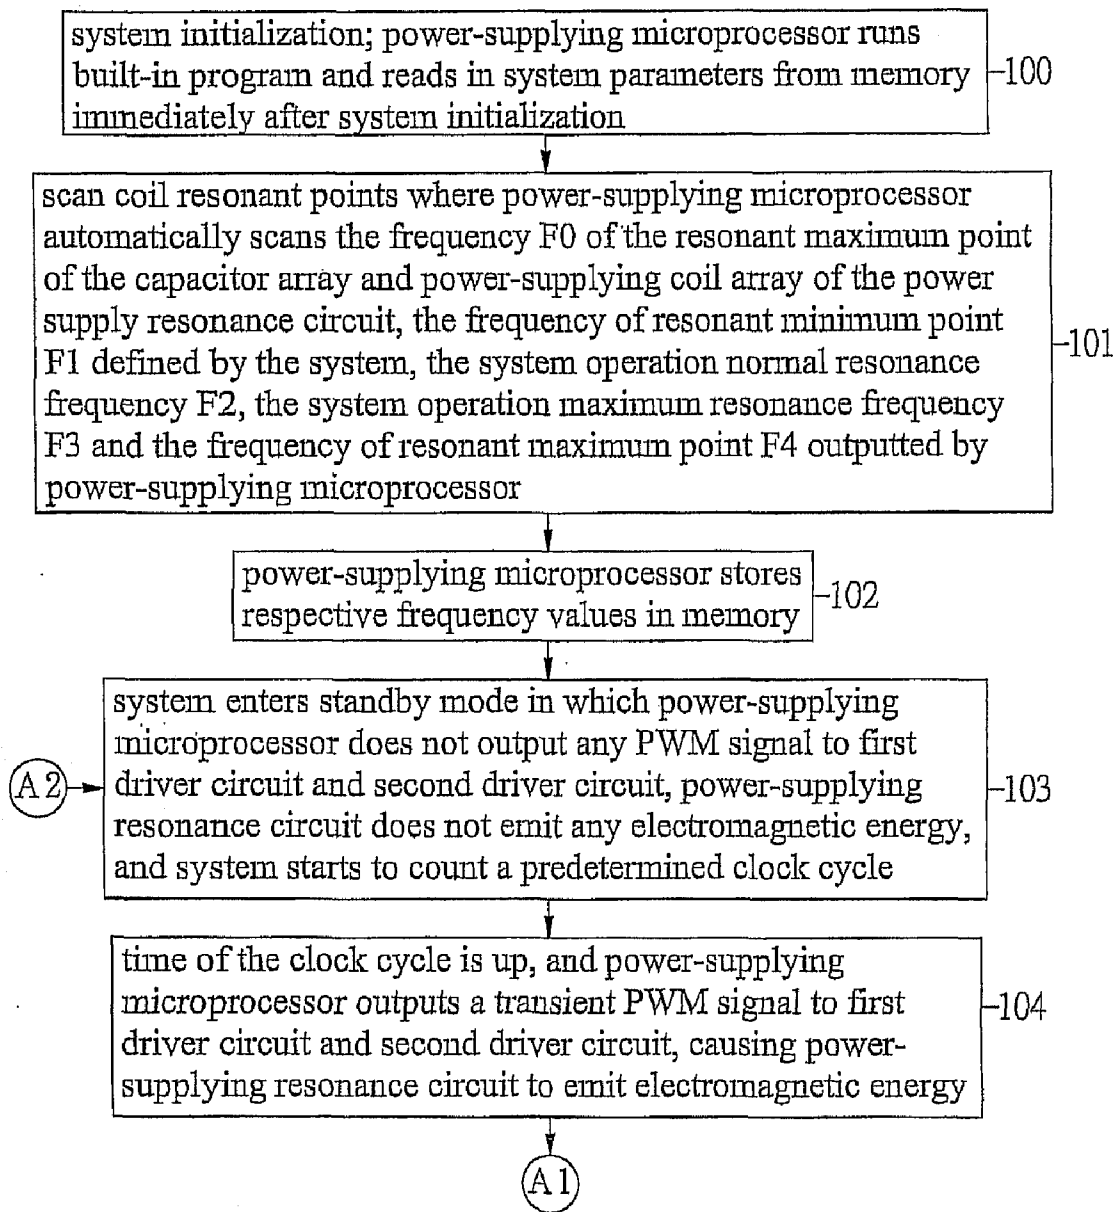 system initialization; power-supplying microprocessor runs
built-in program and reads in system parameters from memory
immediately after system initialization
100
scan coil resonant points where power-supplying microprocessor
automatically scans the frequency F0 of the resonant maximum point
of the capacitor array and power-supplying coil array of the power
supply resonance circuit, the frequency of resonant minimum point
F1 defined by the system, the system operation normal resonance
frequency F2, the system operation maximum resonance frequency
F3 and the frequency of resonant maximum point F4 outputted by
power-supplying microprocessor
101
power-supplying microprocessor stores
respective frequency values in memory
102
system enters standby mode in which power-supplying
microprocessor does not output any PWM signal to first
driver circuit and second driver circuit, power-supplying
resonance circuit does not emit any electromagnetic energy,
and system starts to count a predetermined clock cycle
A2
103
time of the clock cycle is up, and power-supplying
microprocessor outputs a transient PWM signal to first
driver circuit and second driver circuit, causing power-
supplying resonance circuit to emit electromagnetic energy
104
A1